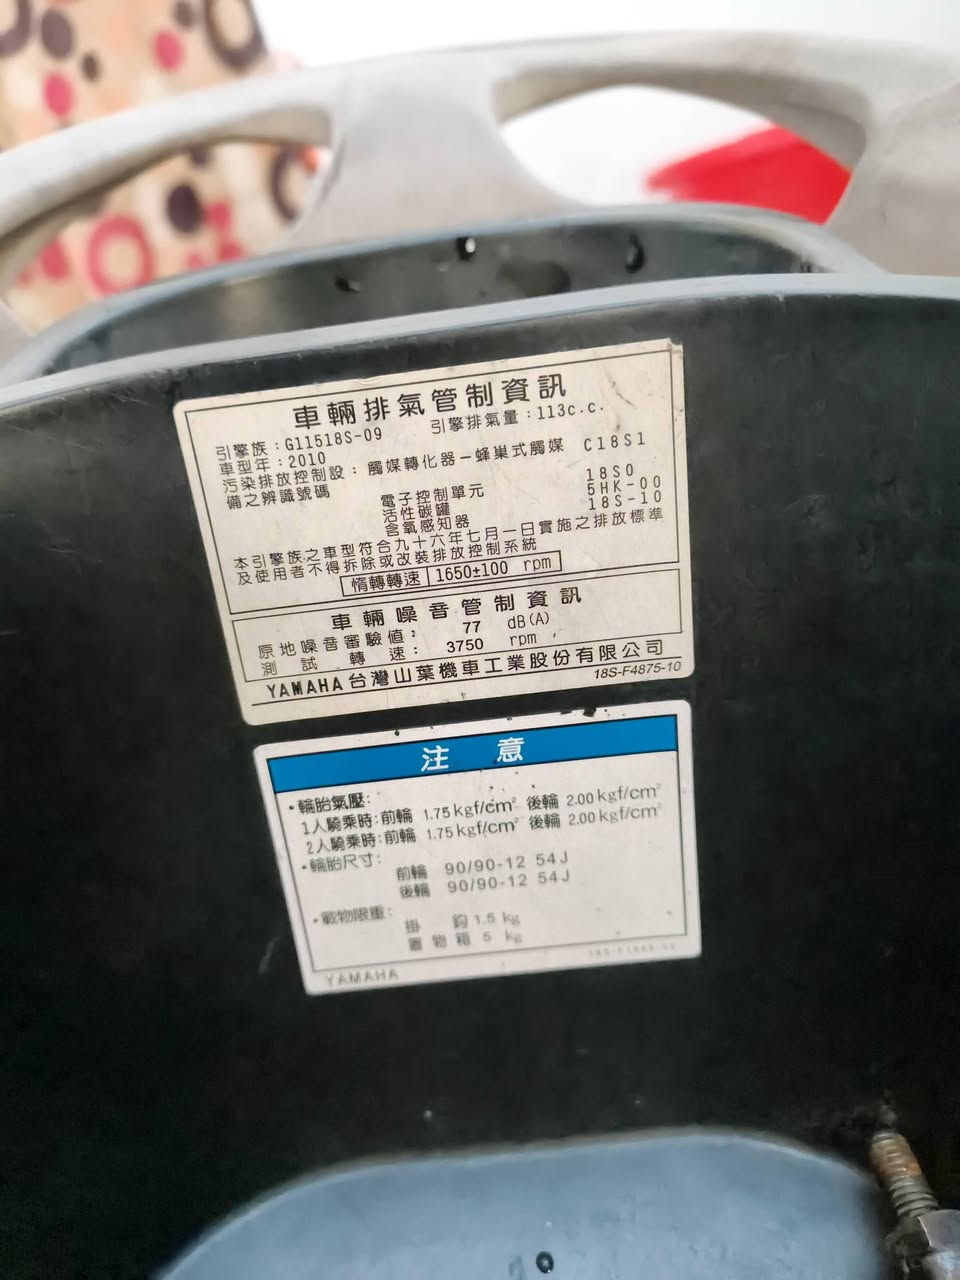 車輛排氣管制資訊
引擎族：G11518S-09 引擎排氣量：113c.c.
車型年：2010
污染排放控制設：觸媒轉化器－蜂巢式觸媒 C18S1
備之辨識號碼
電子控制單元 18S0
活性碳罐 5HK-00
含氧感知器 18S-10
本引擎族之車型符合九十六年七月一日實施之排放標準
及使用者不得拆除或改裝排放控制系統
惰轉轉速 1650±100 rpm
車輛噪音管制資訊
原地噪音審驗值： 77 dB(A)
測試轉速： 3750 rpm
YAMAHA台灣山葉機車工業股份有限公司
18S-F4875-10
注意
・輪胎氣壓：
1人騎乘時：前輪 1.75kgf/cm² 後輪 2.00kgf/cm²
2人騎乘時：前輪 1.75kgf/cm² 後輪 2.00kgf/cm²
・輪胎尺寸：
前輪 90/90-12 54J
後輪 90/90-12 54J
・載物限重：
掛鉤 1.5 kg
置物箱 5 kg
YAMAHA